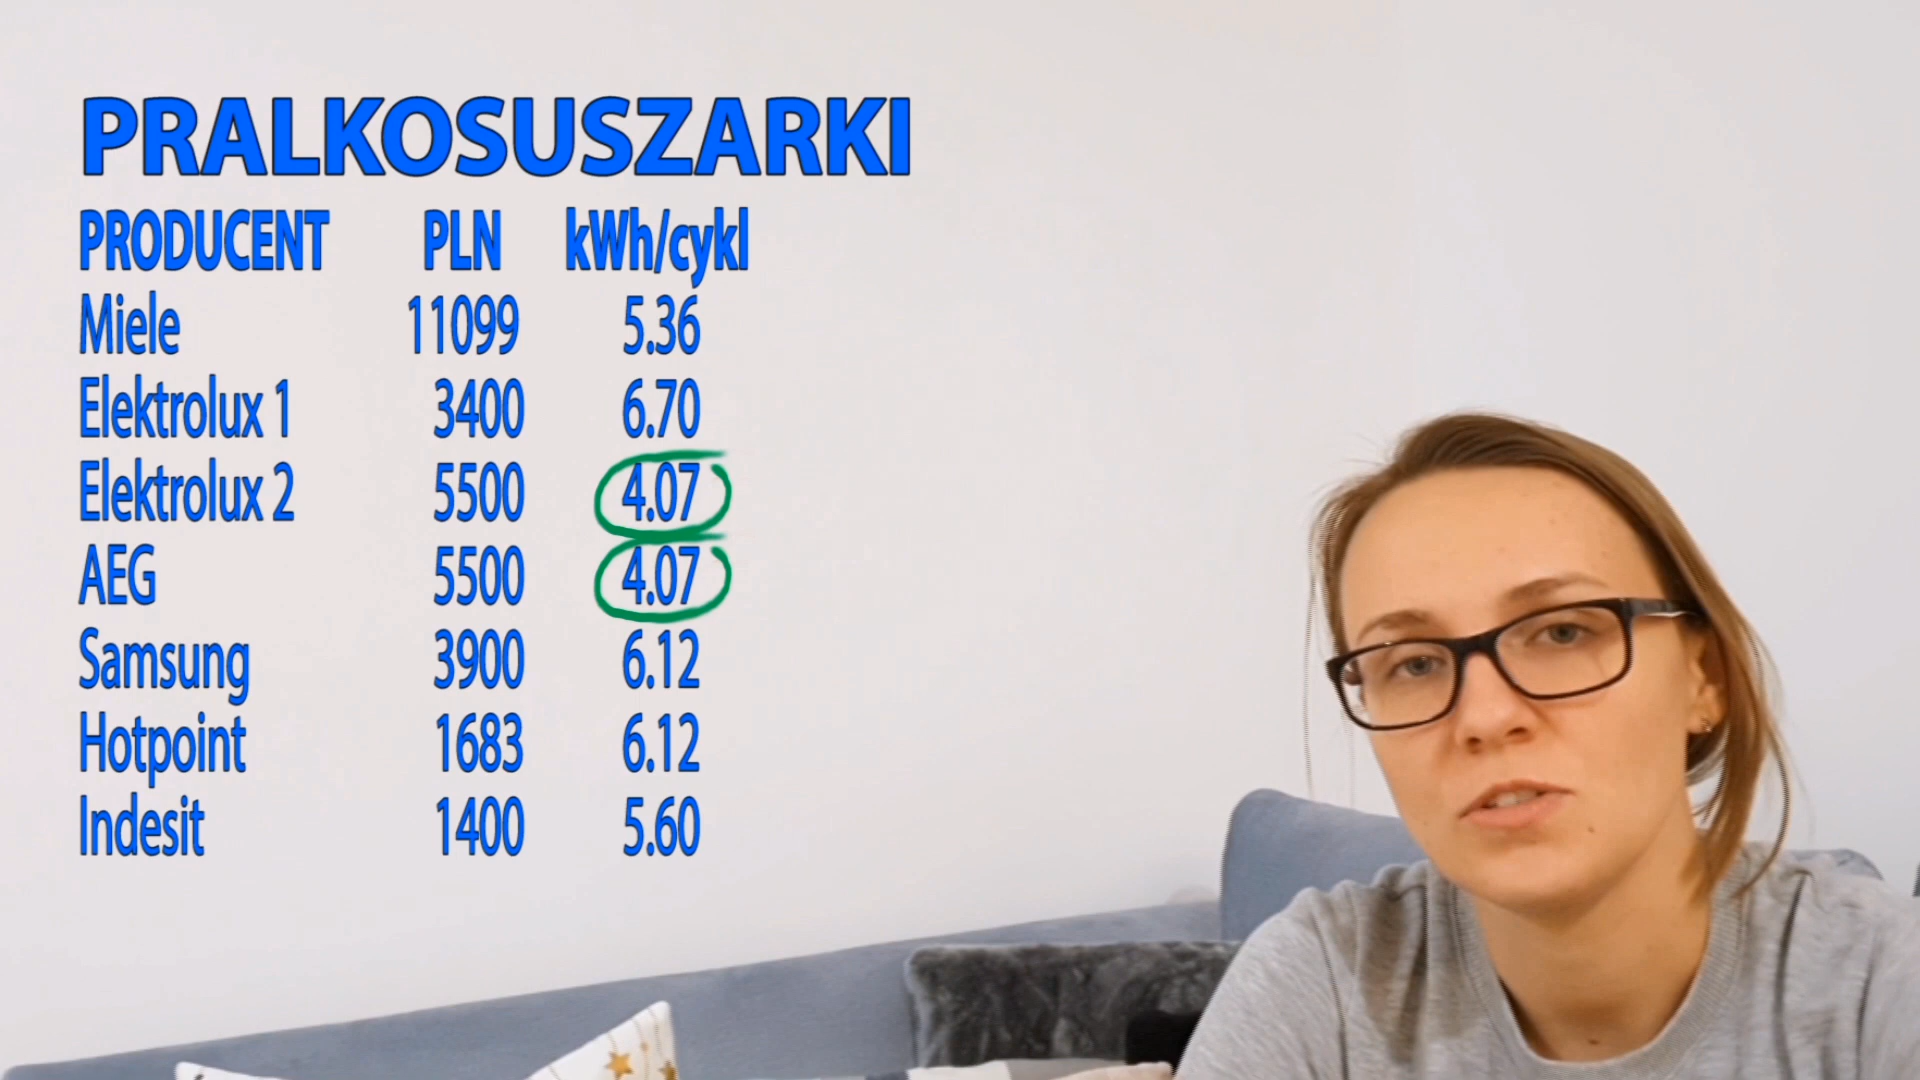 PRALKOSUSZARKI
PRODUCENT PLN kWh/cykl
Miele 11099 5.36
Elektrolux 1 3400 6.70
Elektrolux 2 5500 4.07
AEG 5500 4.07
Samsung 3900 6.12
Hotpoint 1683 6.12
Indesit 1400 5.60